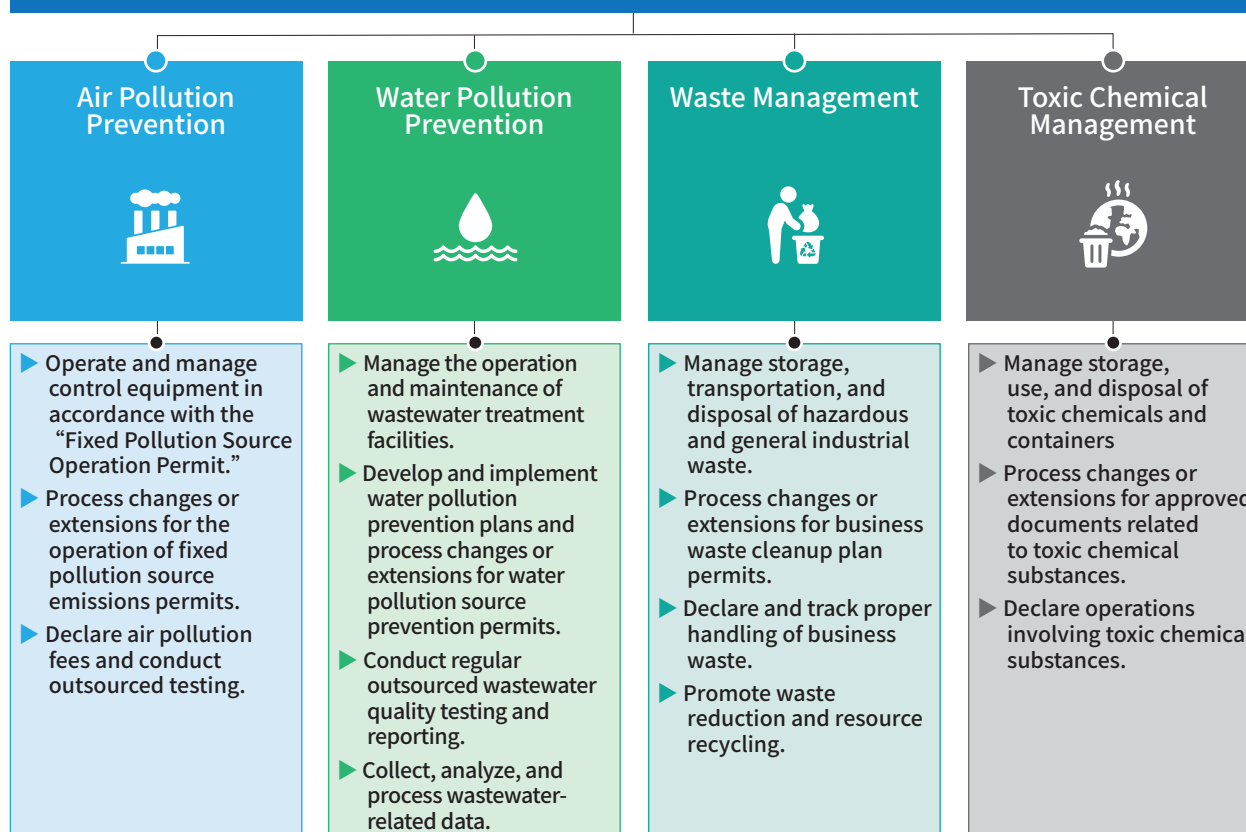 Air Pollution
Prevention
Operate and manage
control equipment in
accordance with the
“Fixed Pollution Source
Operation Permit.”
Process changes or
extensions for the
operation of fixed
pollution source
emissions permits.
Declare air pollution
fees and conduct
outsourced testing.
Water Pollution
Prevention
Manage the operation
and maintenance of
wastewater treatment
facilities.
Develop and implement
water pollution
prevention plans and
process changes or
extensions for water
pollution source
prevention permits.
Conduct regular
outsourced wastewater
quality testing and
reporting.
Collect, analyze, and
process wastewater-
related data.
Waste Management
Manage storage,
transportation, and
disposal of hazardous
and general industrial
waste.
Process changes or
extensions for business
waste cleanup plan
permits.
Declare and track proper
handling of business
waste.
Promote waste
reduction and resource
recycling.
Toxic Chemical
Management
Manage storage,
use, and disposal of
toxic chemicals and
containers
Process changes or
extensions for approved
documents related
to toxic chemical
substances.
Declare operations
involving toxic chemica
substances.